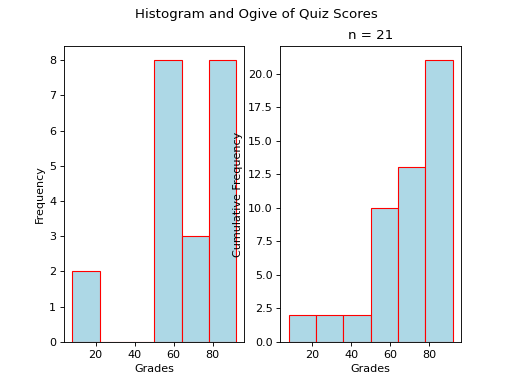 Histogram and Ogive of Quiz Scores
n = 21
8
7
6
5
4
3
2
1
0
Frequency
20 40 60 80
Grades
20.0
17.5
15.0
12.5
10.0
7.5
5.0
2.5
0.0
Cumulative Frequency
20 40 60 80
Grades